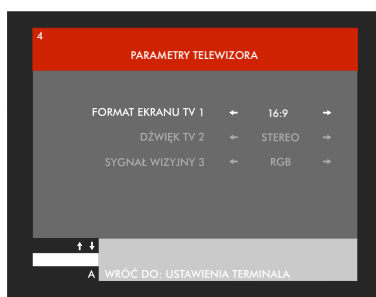 4
PARAMETRY TELEWIZORA
FORMAT EKRANU TV 1 ← 16:9 →
DŹWIĘK TV 2 ← STEREO →
SYGNAŁ WIZYJNY 3 ← RGB →
↑ ↓
A WRÓĆ DO: USTAWIENIA TERMINALA